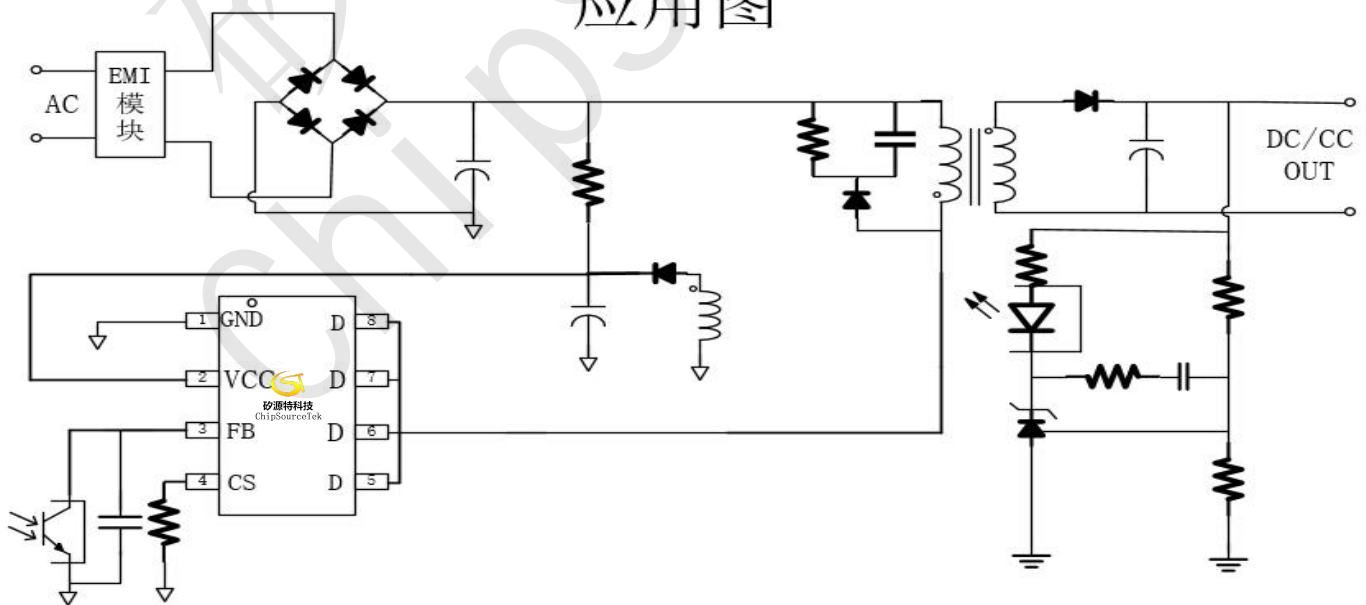 应用图
AC
EMI
模
块
DC/CC
OUT
1 GND D 8
2 VCC D 7
矽源特科技
ChipSourceTek
3 FB D 6
4 CS D 5
Chips